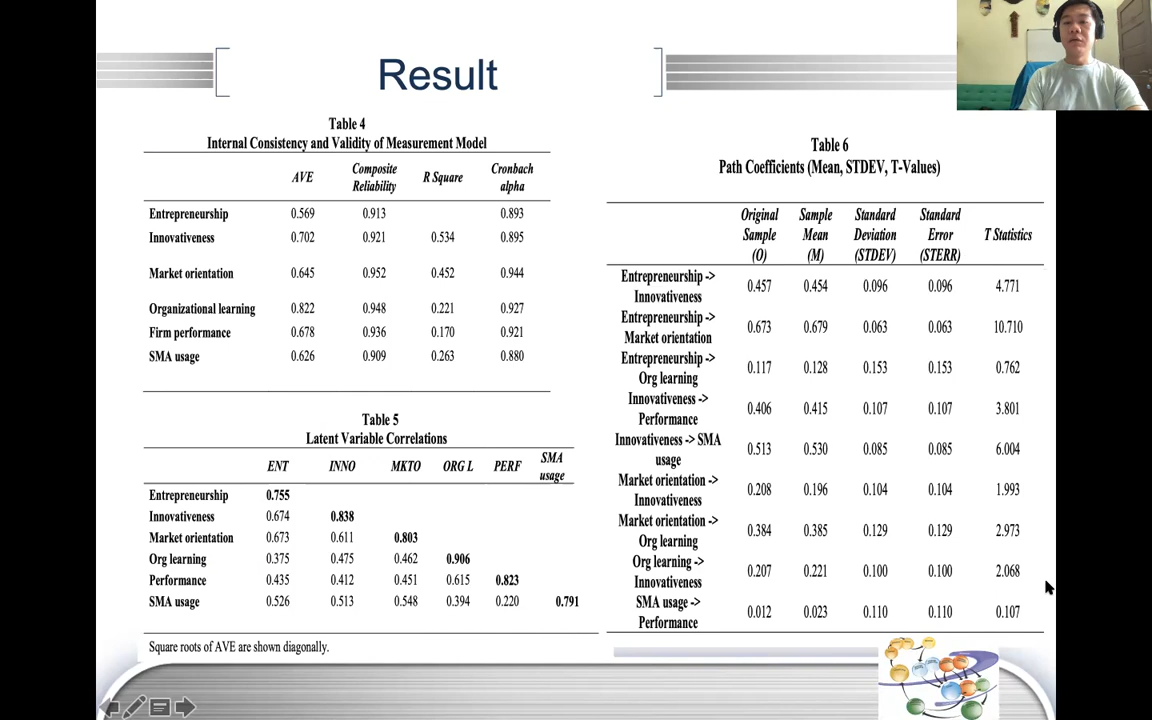 Result
Table 4
Internal Consistency and Validity of Measurement Model
AVE Composite Reliability R Square Cronbach alpha
Entrepreneurship 0.569 0.913 0.893
Innovativeness 0.702 0.921 0.534 0.895
Market orientation 0.645 0.952 0.452 0.944
Organizational learning 0.822 0.948 0.221 0.927
Firm performance 0.678 0.936 0.170 0.921
SMA usage 0.626 0.909 0.263 0.880
Table 5
Latent Variable Correlations
ENT INNO MKTO ORG L PERF SMA usage
Entrepreneurship 0.755
Innovativeness 0.674 0.838
Market orientation 0.673 0.611 0.803
Org learning 0.375 0.475 0.462 0.906
Performance 0.435 0.412 0.451 0.615 0.823
SMA usage 0.526 0.513 0.548 0.394 0.220 0.791
Square roots of AVE are shown diagonally.
Table 6
Path Coefficients (Mean, STDEV, T-Values)
Original Sample (O) Sample Mean (M) Standard Deviation (STDEV) Standard Error (STERR) T Statistics
Entrepreneurship -> Innovativeness 0.457 0.454 0.096 0.096 4.771
Entrepreneurship -> Market orientation 0.673 0.679 0.063 0.063 10.710
Entrepreneurship -> Org learning 0.117 0.128 0.153 0.153 0.762
Innovativeness -> Performance 0.406 0.415 0.107 0.107 3.801
Innovativeness -> SMA usage 0.513 0.530 0.085 0.085 6.004
Market orientation -> Innovativeness 0.208 0.196 0.104 0.104 1.993
Market orientation -> Org learning 0.384 0.385 0.129 0.129 2.973
Org learning -> Innovativeness 0.207 0.221 0.100 0.100 2.068
SMA usage -> Performance 0.012 0.023 0.110 0.110 0.107